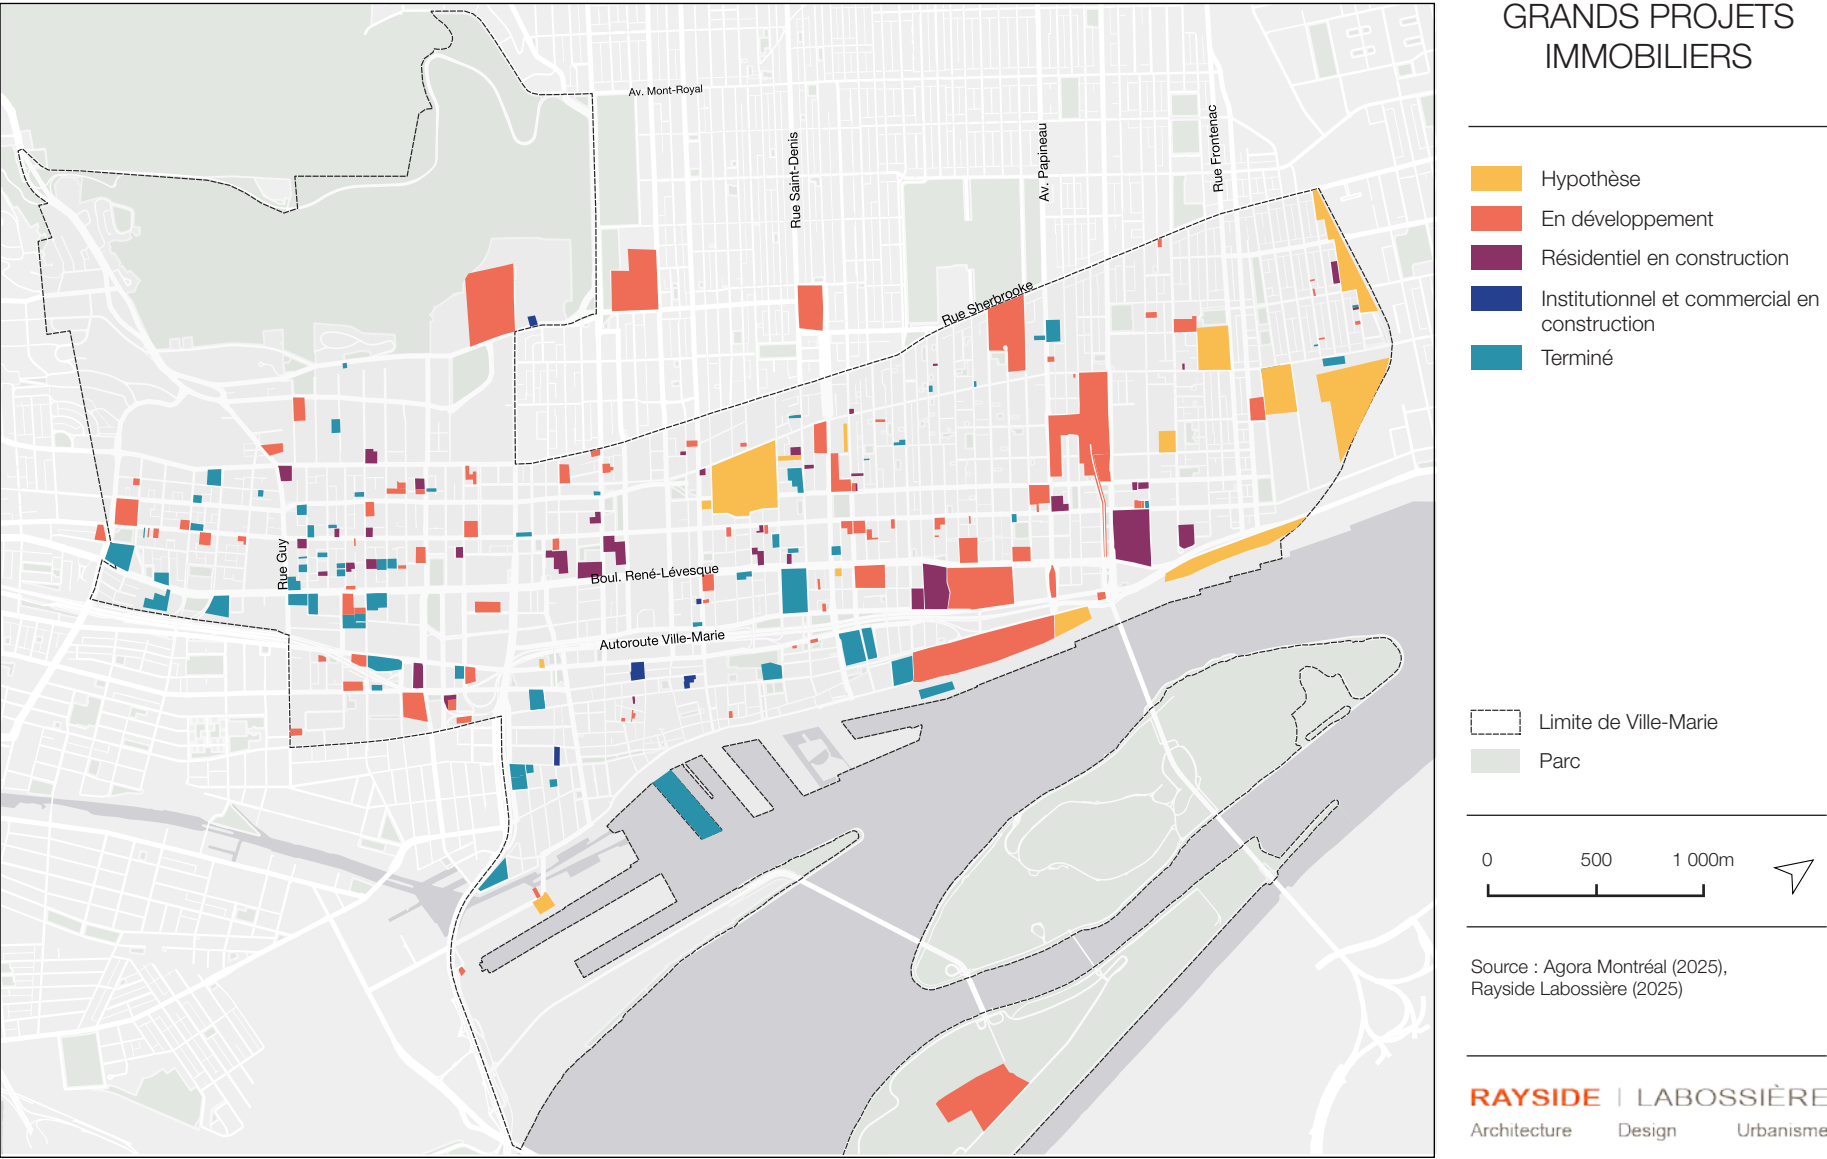 GRANDS PROJETS
IMMOBILIERS
Hypothèse
En développement
Résidentiel en construction
Institutionnel et commercial en
construction
Terminé
Limite de Ville-Marie
Parc
0 500 1 000m
Source : Agora Montréal (2025),
Rayside Labossière (2025)
RAYSIDE | LABOSSIÈRE
Architecture Design Urbanisme
Av. Mont-Royal
Rue Saint-Denis
Av. Papineau
Rue Frontenac
Rue Sherbrooke
Rue Guy
Boul. René-Lévesque
Autoroute Ville-Marie